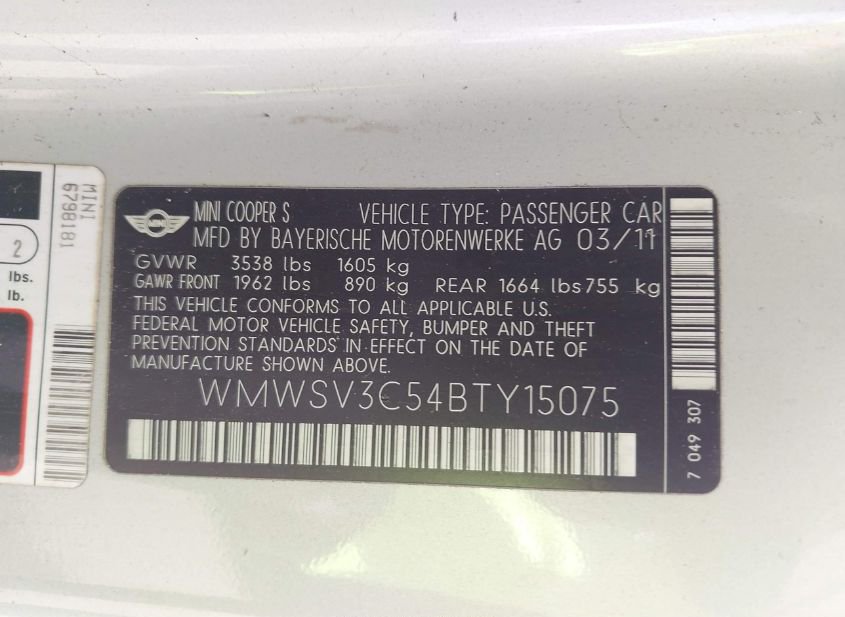 MINI
6798181
2
lbs.
lb.
MINI
MINI COOPER S VEHICLE TYPE: PASSENGER CAR
MFD BY BAYERISCHE MOTORENWERKE AG 03/11
GVWR 3538 lbs 1605 kg
GAWR FRONT 1962 lbs 890 kg REAR 1664 lbs 755 kg
THIS VEHICLE CONFORMS TO ALL APPLICABLE U.S.
FEDERAL MOTOR VEHICLE SAFETY, BUMPER AND THEFT
PREVENTION STANDARDS IN EFFECT ON THE DATE OF
MANUFACTURE SHOWN ABOVE.
WMWSV3C54BTY15075
7 049 307